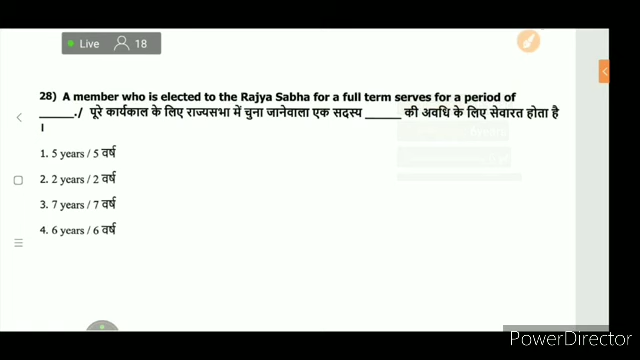 Live 18
28) A member who is elected to the Rajya Sabha for a full term serves for a period of
______./ पूरे कार्यकाल के लिए राज्यसभा में चुना जानेवाला एक सदस्य ______ की अवधि के लिए सेवारत होता है
।
1. 5 years / 5 वर्ष
2. 2 years / 2 वर्ष
3. 7 years / 7 वर्ष
4. 6 years / 6 वर्ष
PowerDirector